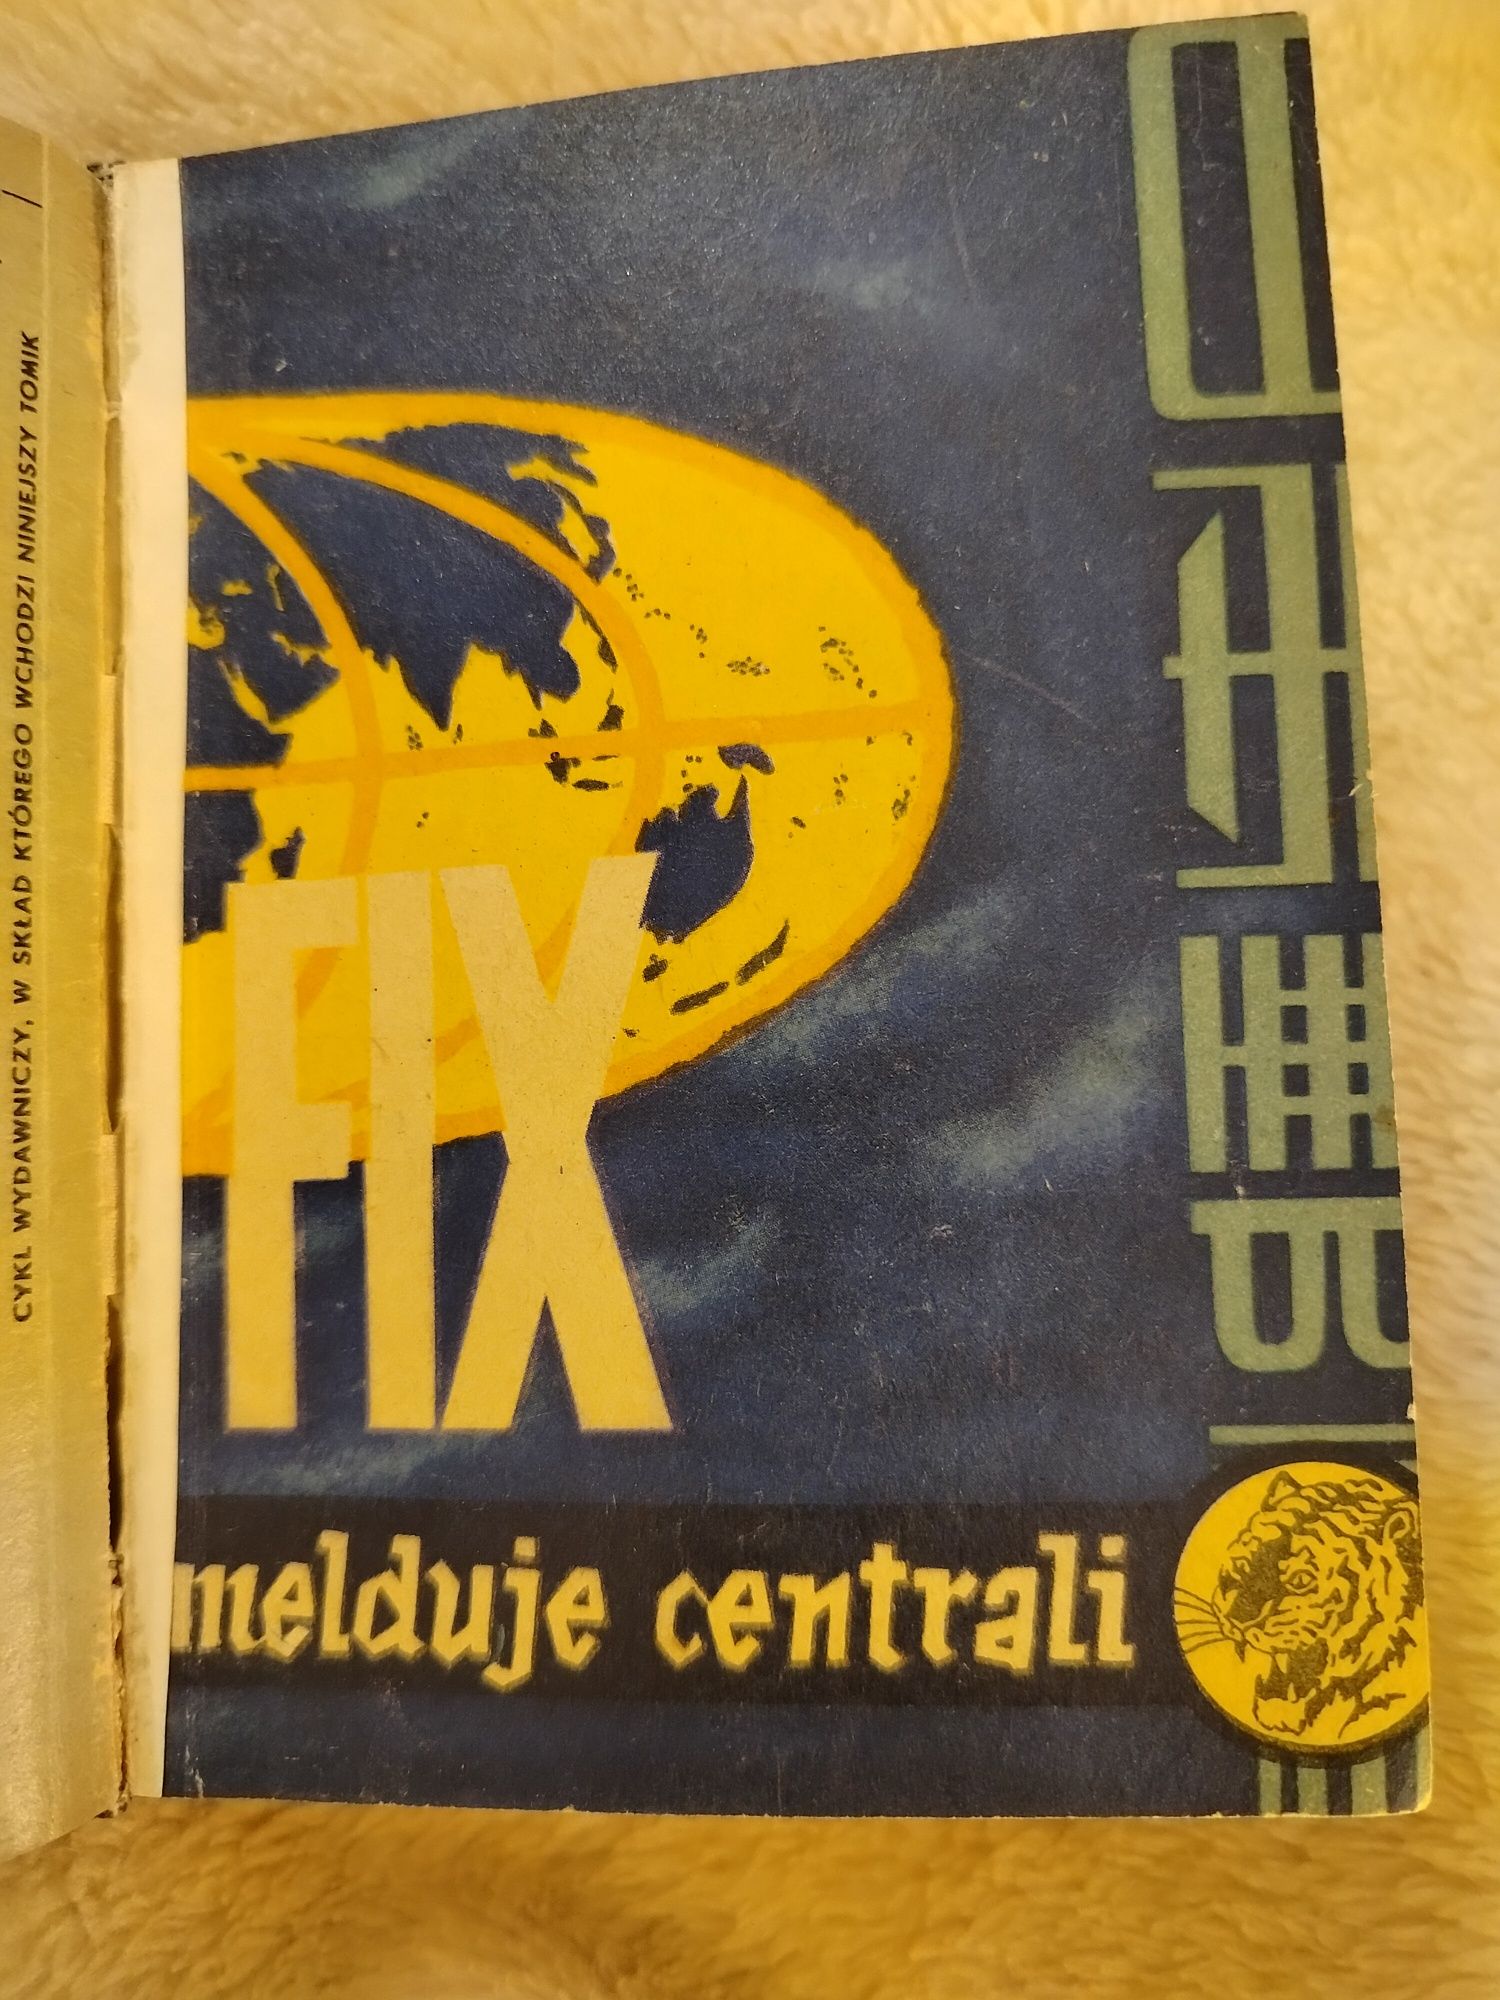 CYKL WYDAWNICZY, W SKŁAD KTÓREGO WCHODZI NINIEJSZY TOMIK
FIX
melduje centrali